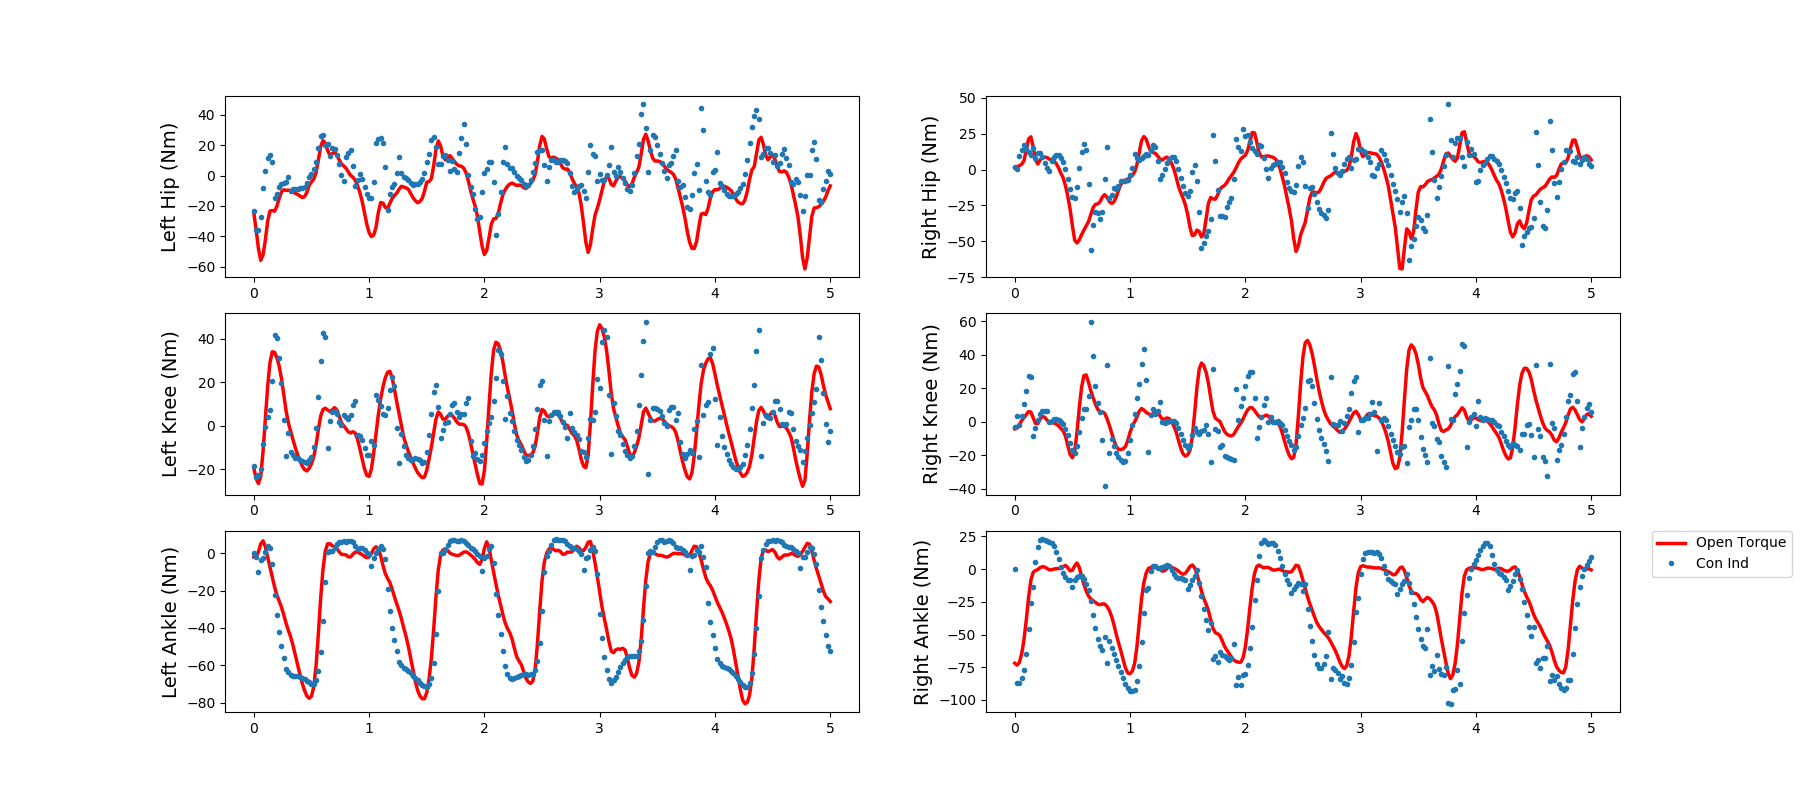 Left Hip (Nm)
40
20
0
−20
−40
−60
0 1 2 3 4 5
Right Hip (Nm)
50
25
0
−25
−50
−75
0 1 2 3 4 5
Left Knee (Nm)
40
20
0
−20
0 1 2 3 4 5
Right Knee (Nm)
60
40
20
0
−20
−40
0 1 2 3 4 5
Left Ankle (Nm)
0
−20
−40
−60
−80
0 1 2 3 4 5
Right Ankle (Nm)
25
0
−25
−50
−75
−100
0 1 2 3 4 5
Open Torque
Con Ind